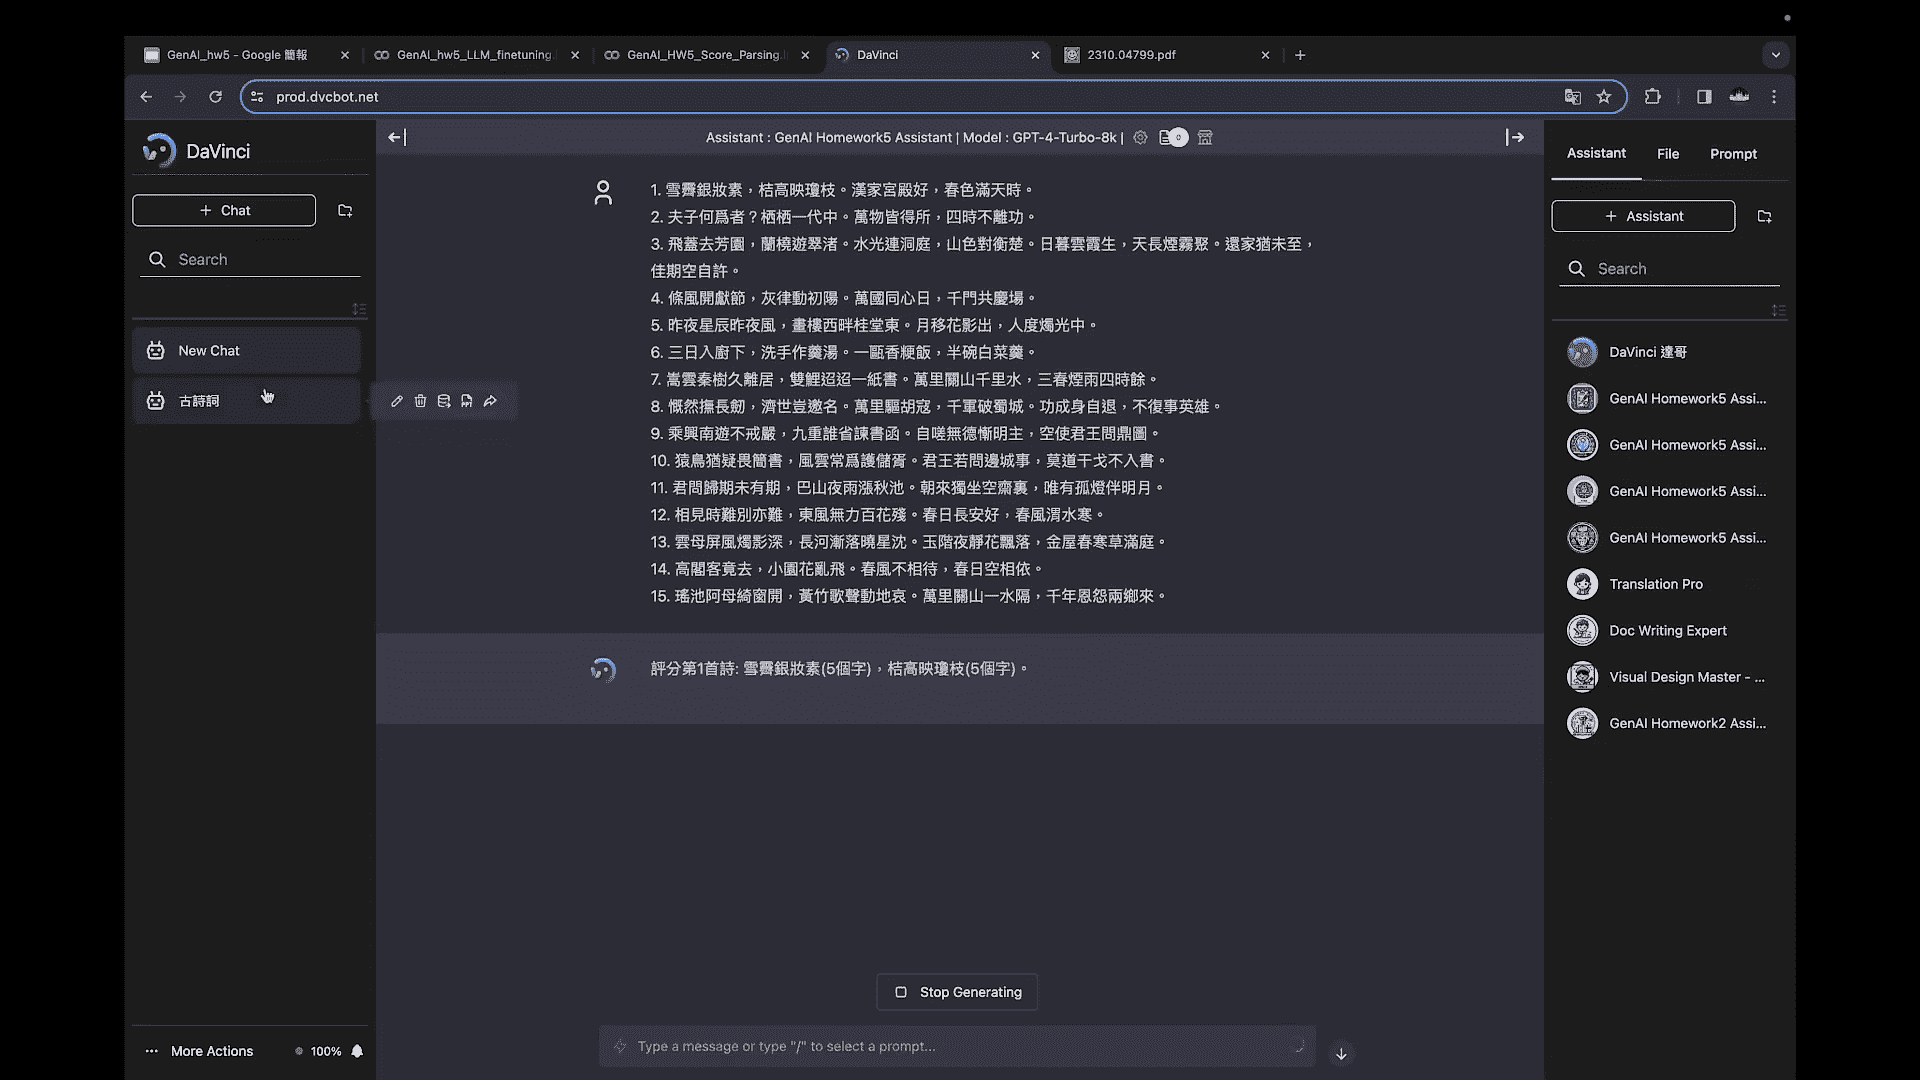 GenAI_hw5 - Google 簡報
GenAI_hw5_LLM_finetuning.
GenAI_HW5_Score_Parsing.i
DaVinci
2310.04799.pdf
prod.dvcbot.net
DaVinci
Assistant : GenAI Homework5 Assistant | Model : GPT-4-Turbo-8k |
0
Assistant
File
Prompt
+ Chat
+ Assistant
Search
Search
New Chat
古詩詞
1. 雪霽銀妝素，桔高映瓊枝。漢家宮殿好，春色滿天時。
2. 夫子何爲者？栖栖一代中。萬物皆得所，四時不離功。
3. 飛蓋去芳園，蘭橈遊翠渚。水光連洞庭，山色對衡楚。日暮雲霞生，天長煙霧聚。還家猶未至，
佳期空自許。
4. 條風開獻節，灰律動初陽。萬國同心日，千門共慶場。
5. 昨夜星辰昨夜風，畫樓西畔桂堂東。月移花影出，人度燭光中。
6. 三日入廚下，洗手作羹湯。一甌香粳飯，半碗白菜羹。
7. 嵩雲秦樹久離居，雙鯉迢迢一紙書。萬里關山千里水，三春煙雨四時餘。
8. 慨然撫長劒，濟世豈邀名。萬里驅胡寇，千軍破蜀城。功成身自退，不復事英雄。
9. 乘興南遊不戒嚴，九重誰省諫書函。自嗟無德慚明主，空使君王問鼎圖。
10. 猿鳥猶疑畏簡書，風雲常爲護儲胥。君王若問邊城事，莫道干戈不入書。
11. 君問歸期未有期，巴山夜雨漲秋池。朝來獨坐空齋裏，唯有孤燈伴明月。
12. 相見時難別亦難，東風無力百花殘。春日長安好，春風渭水寒。
13. 雲母屏風燭影深，長河漸落曉星沈。玉階夜靜花飄落，金屋春寒草滿庭。
14. 高閣客竟去，小園花亂飛。春風不相待，春日空相依。
15. 瑤池阿母綺窗開，黃竹歌聲動地哀。萬里關山一水隔，千年恩怨兩鄉來。
評分第1首詩: 雪霽銀妝素(5個字)，桔高映瓊枝(5個字)。
DaVinci 達哥
GenAI Homework5 Assi...
GenAI Homework5 Assi...
GenAI Homework5 Assi...
GenAI Homework5 Assi...
Translation Pro
Doc Writing Expert
Visual Design Master - ...
GenAI Homework2 Assi...
Stop Generating
Type a message or type "/" to select a prompt...
More Actions
100%